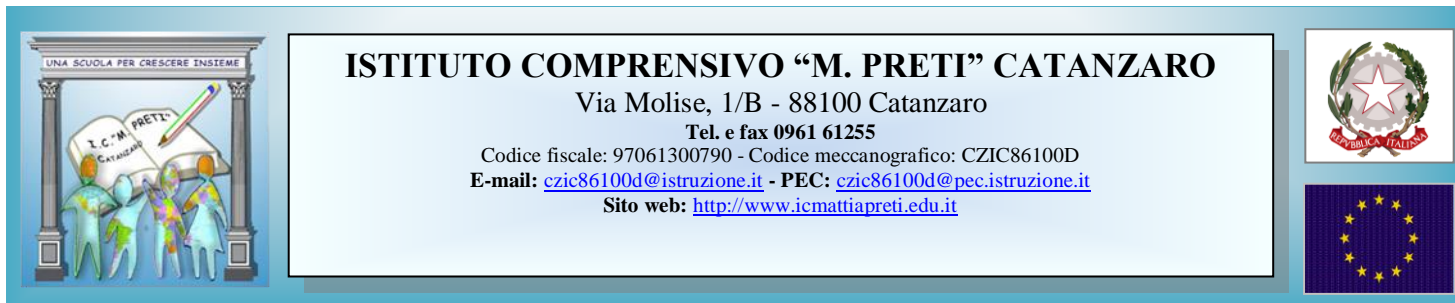 UNA SCUOLA PER CRESCERE INSIEME
I.C. "M. PRETI"
CATANZARO
ISTITUTO COMPRENSIVO “M. PRETI” CATANZARO
Via Molise, 1/B - 88100 Catanzaro
Tel. e fax 0961 61255
Codice fiscale: 97061300790 - Codice meccanografico: CZIC86100D
E-mail: czic86100d@istruzione.it - PEC: czic86100d@pec.istruzione.it
Sito web: http://www.icmattiapreti.edu.it
REPVBBLICA ITALIANA